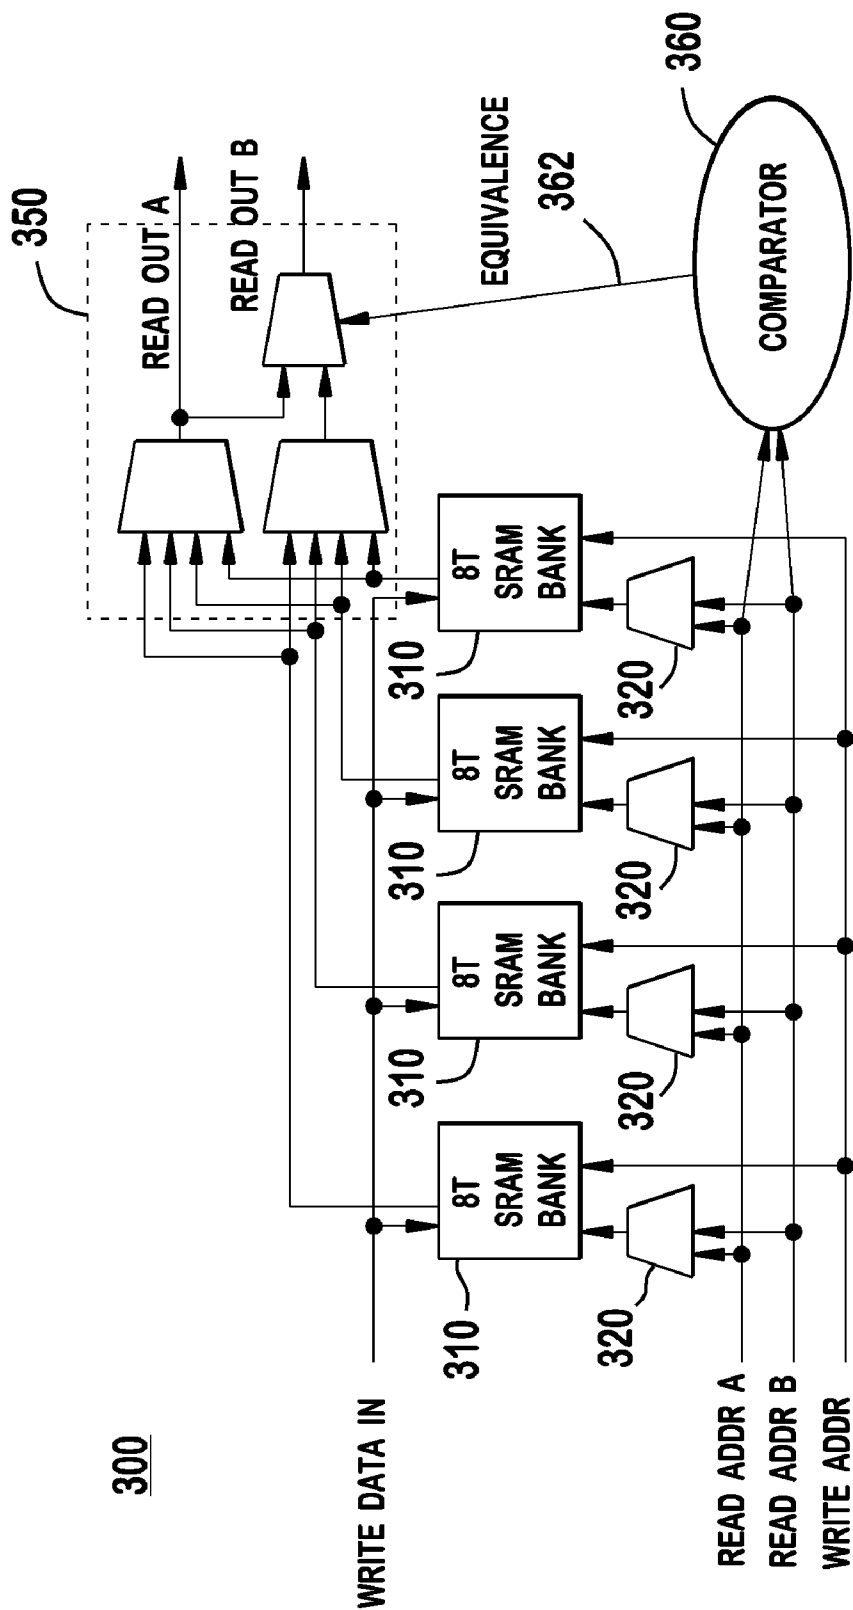 300
350
READ OUT A
READ OUT B
EQUIVALENCE
362
360
COMPARATOR
WRITE DATA IN
310
8T
SRAM
BANK
310
8T
SRAM
BANK
310
8T
SRAM
BANK
310
8T
SRAM
BANK
320
320
320
320
READ ADDR A
READ ADDR B
WRITE ADDR